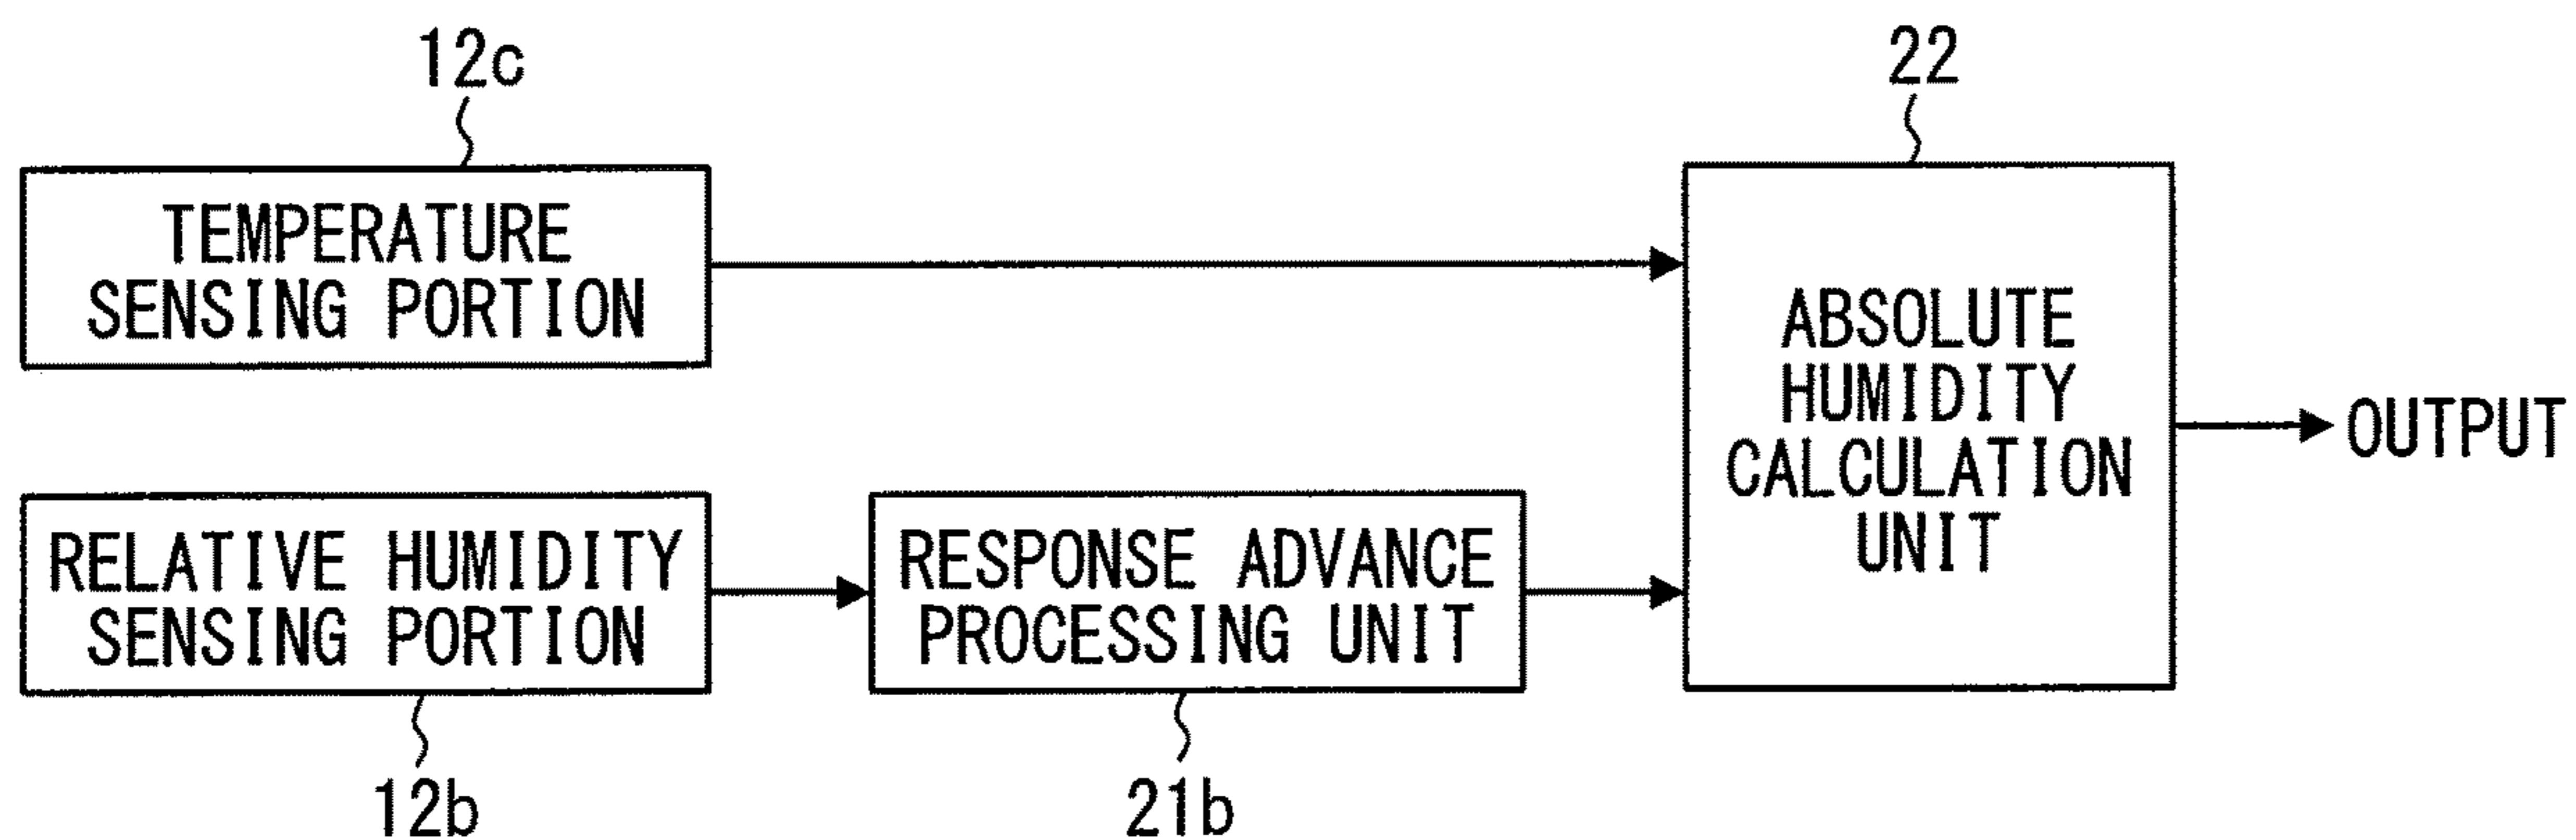 12c
22
TEMPERATURE
SENSING PORTION
ABSOLUTE
HUMIDITY
CALCULATION
UNIT
OUTPUT
RELATIVE HUMIDITY
SENSING PORTION
RESPONSE ADVANCE
PROCESSING UNIT
12b
21b